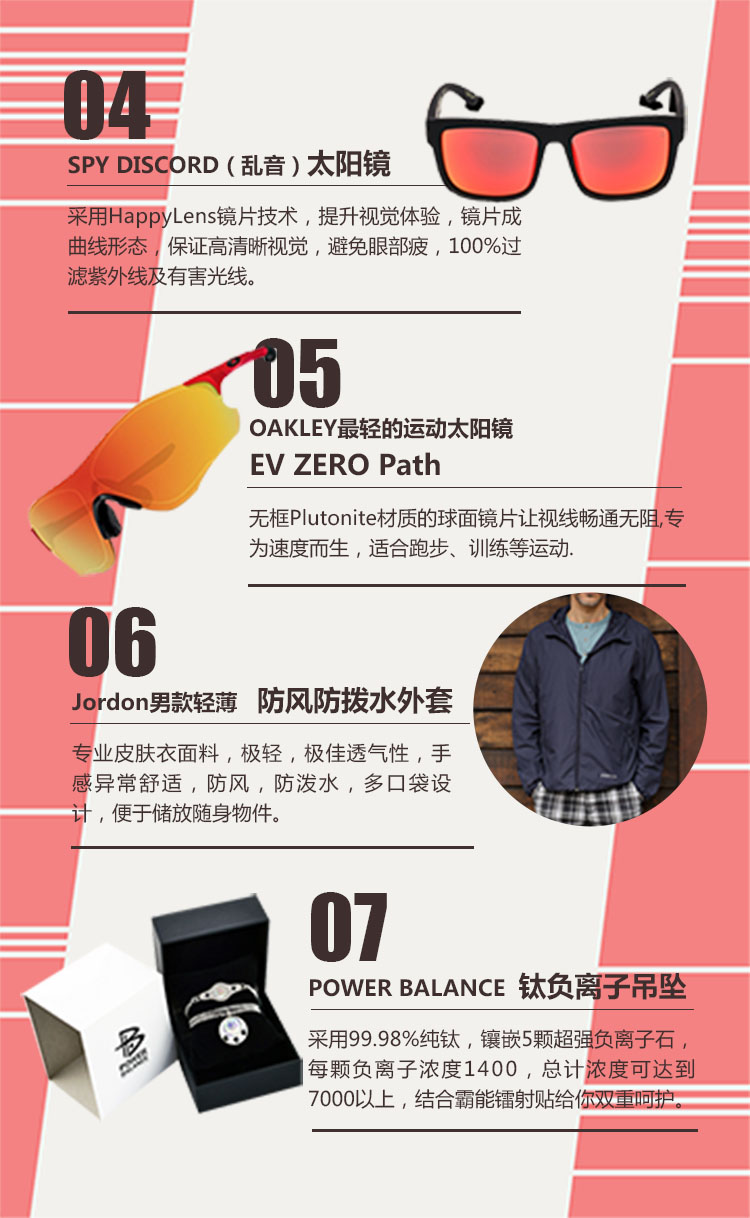 04
SPY DISCORD（乱音）太阳镜
采用HappyLens镜片技术，提升视觉体验，镜片成
曲线形态，保证高清晰视觉，避免眼部疲，100%过
滤紫外线及有害光线。
05
OAKLEY最轻的运动太阳镜
EV ZERO Path
无框Plutonite材质的球面镜片让视线畅通无阻,专
为速度而生，适合跑步、训练等运动.
06
Jordon男款轻薄 防风防拨水外套
专业皮肤衣面料，极轻，极佳透气性，手
感异常舒适，防风，防泼水，多口袋设
计，便于储放随身物件。
07
POWER BALANCE 钛负离子吊坠
采用99.98%纯钛，镶嵌5颗超强负离子石，
每颗负离子浓度1400，总计浓度可达到
7000以上，结合霸能镭射贴给你双重呵护。
POWER
BALANCE